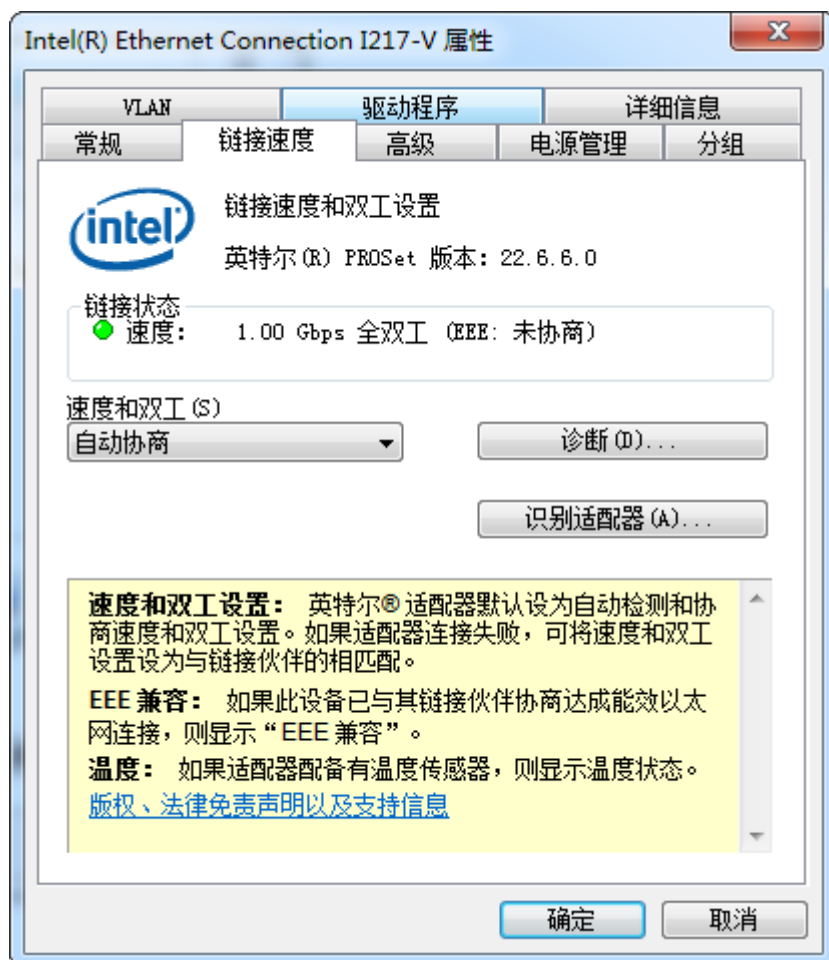 Intel(R) Ethernet Connection I217-V 属性
VLAN 驱动程序 详细信息
常规 链接速度 高级 电源管理 分组
intel
链接速度和双工设置
英特尔(R) PROSet 版本: 22.6.6.0
链接状态
速度: 1.00 Gbps 全双工 (EEE: 未协商)
速度和双工(S)
自动协商
诊断(D)...
识别适配器(A)...
速度和双工设置： 英特尔® 适配器默认设为自动检测和协
商速度和双工设置。如果适配器连接失败，可将速度和双工
设置设为与链接伙伴的相匹配。
EEE 兼容： 如果此设备已与其链接伙伴协商达成能效以太
网连接，则显示“EEE 兼容”。
温度： 如果适配器配备有温度传感器，则显示温度状态。
版权、法律免责声明以及支持信息
确定 取消